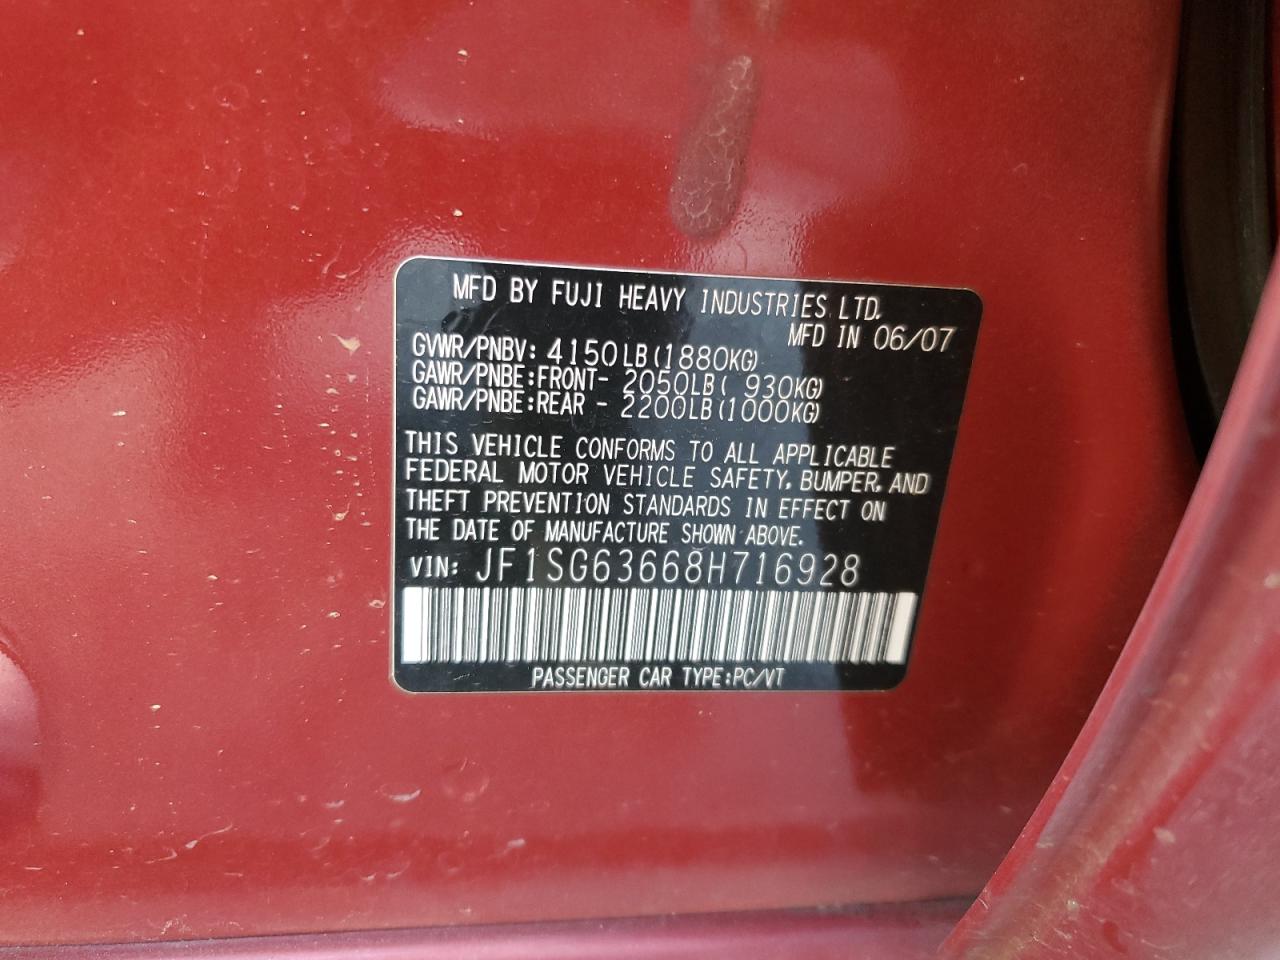 MFD BY FUJI HEAVY INDUSTRIES LTD.
MFD IN 06/07
GVWR/PNBV: 4150LB(1880KG)
GAWR/PNBE:FRONT- 2050LB( 930KG)
GAWR/PNBE:REAR - 2200LB(1000KG)
THIS VEHICLE CONFORMS TO ALL APPLICABLE
FEDERAL MOTOR VEHICLE SAFETY, BUMPER, AND
THEFT PREVENTION STANDARDS IN EFFECT ON
THE DATE OF MANUFACTURE SHOWN ABOVE.
VIN: JF1SG63668H716928
PASSENGER CAR TYPE:PC/VT